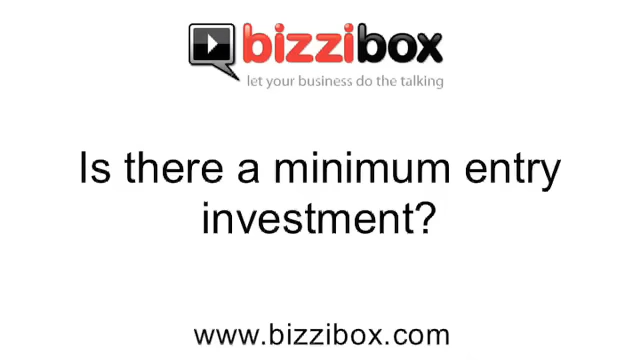 bizzibox
let your business do the talking
Is there a minimum entry
investment?
www.bizzibox.com